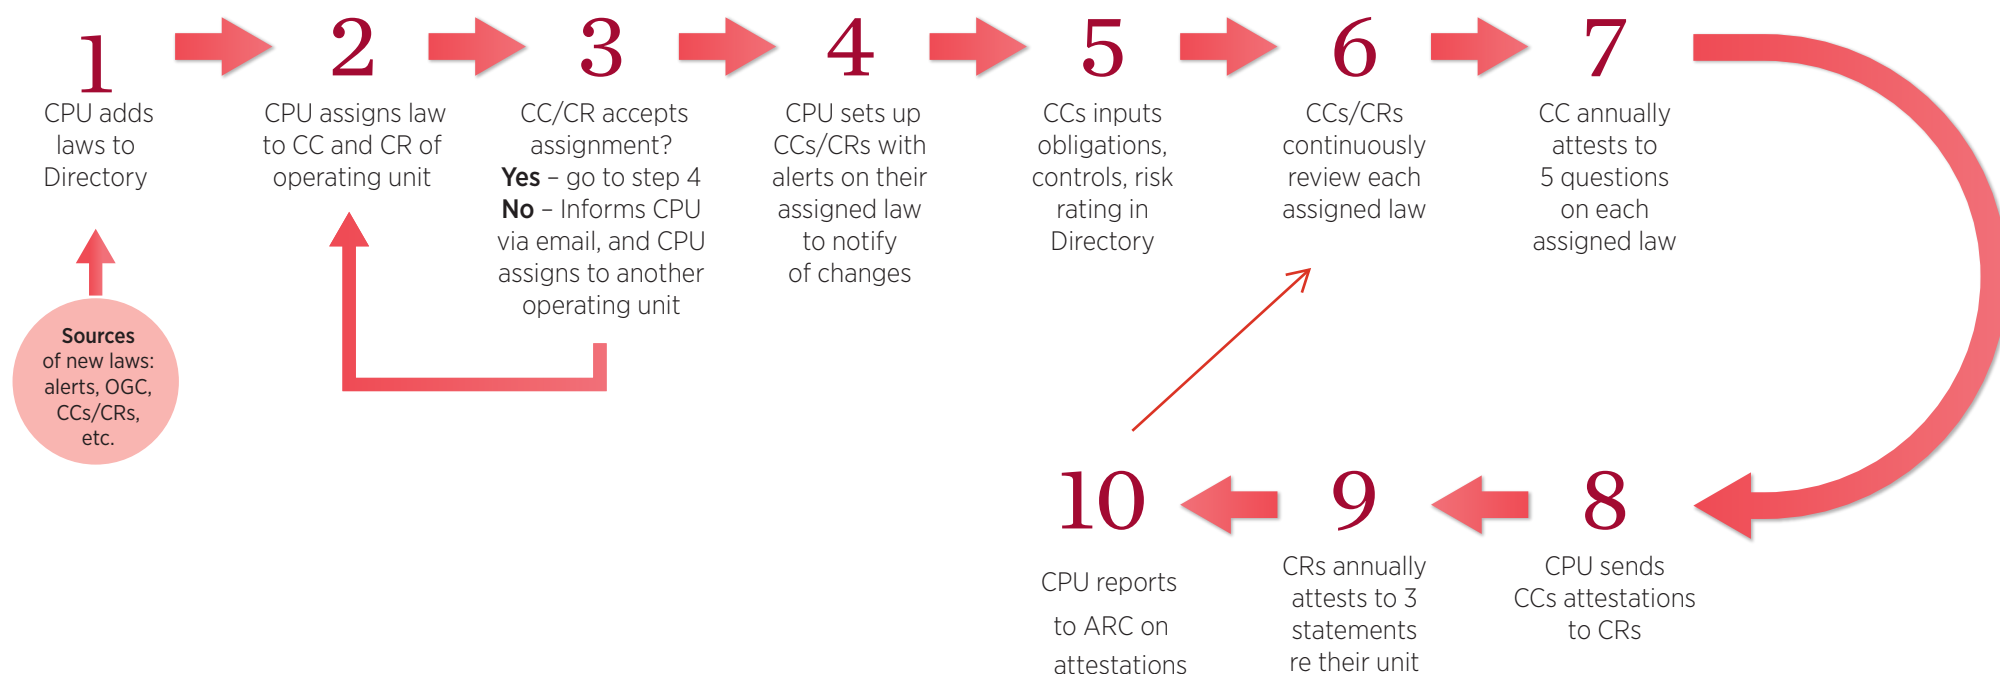 1
CPU adds
laws to
Directory
Sources
of new laws:
alerts, OGC,
CCs/CRs,
etc.
2
CPU assigns law
to CC and CR of
operating unit
3
CC/CR accepts
assignment?
Yes – go to step 4
No – Informs CPU
via email, and CPU
assigns to another
operating unit
4
CPU sets up
CCs/CRs with
alerts on their
assigned law
to notify
of changes
5
CCs inputs
obligations,
controls, risk
rating in
Directory
6
CCs/CRs
continuously
review each
assigned law
7
CC annually
attests to
5 questions
on each
assigned law
8
CPU sends
CCs attestations
to CRs
9
CRs annually
attests to 3
statements
re their unit
10
CPU reports
to ARC on
attestations